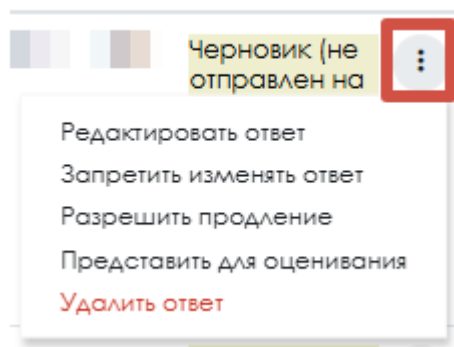 Черновик (не
отправлен на
Редактировать ответ
Запретить изменять ответ
Разрешить продление
Представить для оценивания
Удалить ответ